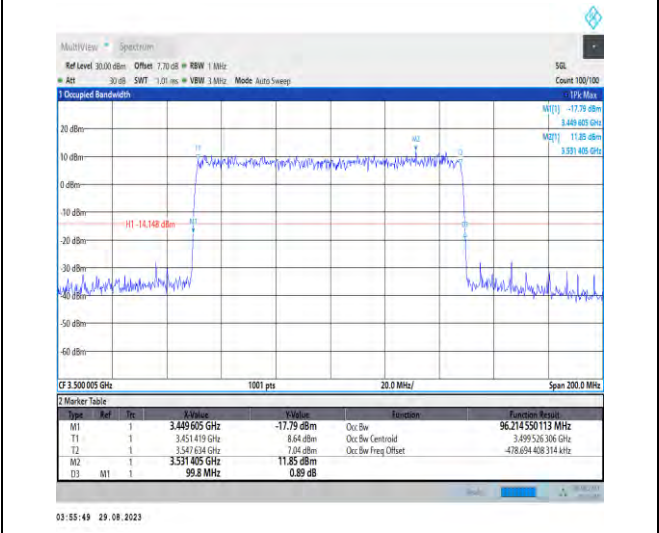 MultiView Spectrum
Ref Level 30.00 dBm Offset 7.70 dB RBW 1 MHz SGL
Att 30 dB SWT 1.01 ms VBW 3 MHz Mode Auto Sweep Count 100/100
1 Occupied Bandwidth 1Pk Max
M1[1] -17.79 dBm
3.449 605 GHz
M2[1] 11.85 dBm
3.531 405 GHz
20 dBm
T1 M2 T2
10 dBm
0 dBm
-10 dBm
H1 -14.148 dBm M1 D3
-20 dBm
-30 dBm
-40 dBm
-50 dBm
-60 dBm
CF 3.500 005 GHz 1001 pts 20.0 MHz/ Span 200.0 MHz
2 Marker Table
Type Ref Trc X-Value Y-Value Function Function Result
M1 1 3.449 605 GHz -17.79 dBm Occ Bw 96.214 550 113 MHz
T1 1 3.451 419 GHz 8.64 dBm Occ Bw Centroid 3.499 526 306 GHz
T2 1 3.547 634 GHz 7.04 dBm Occ Bw Freq Offset -478.694 408 314 kHz
M2 1 3.531 405 GHz 11.85 dBm
D3 M1 1 99.8 MHz 0.89 dB
03:55:49 29.08.2023